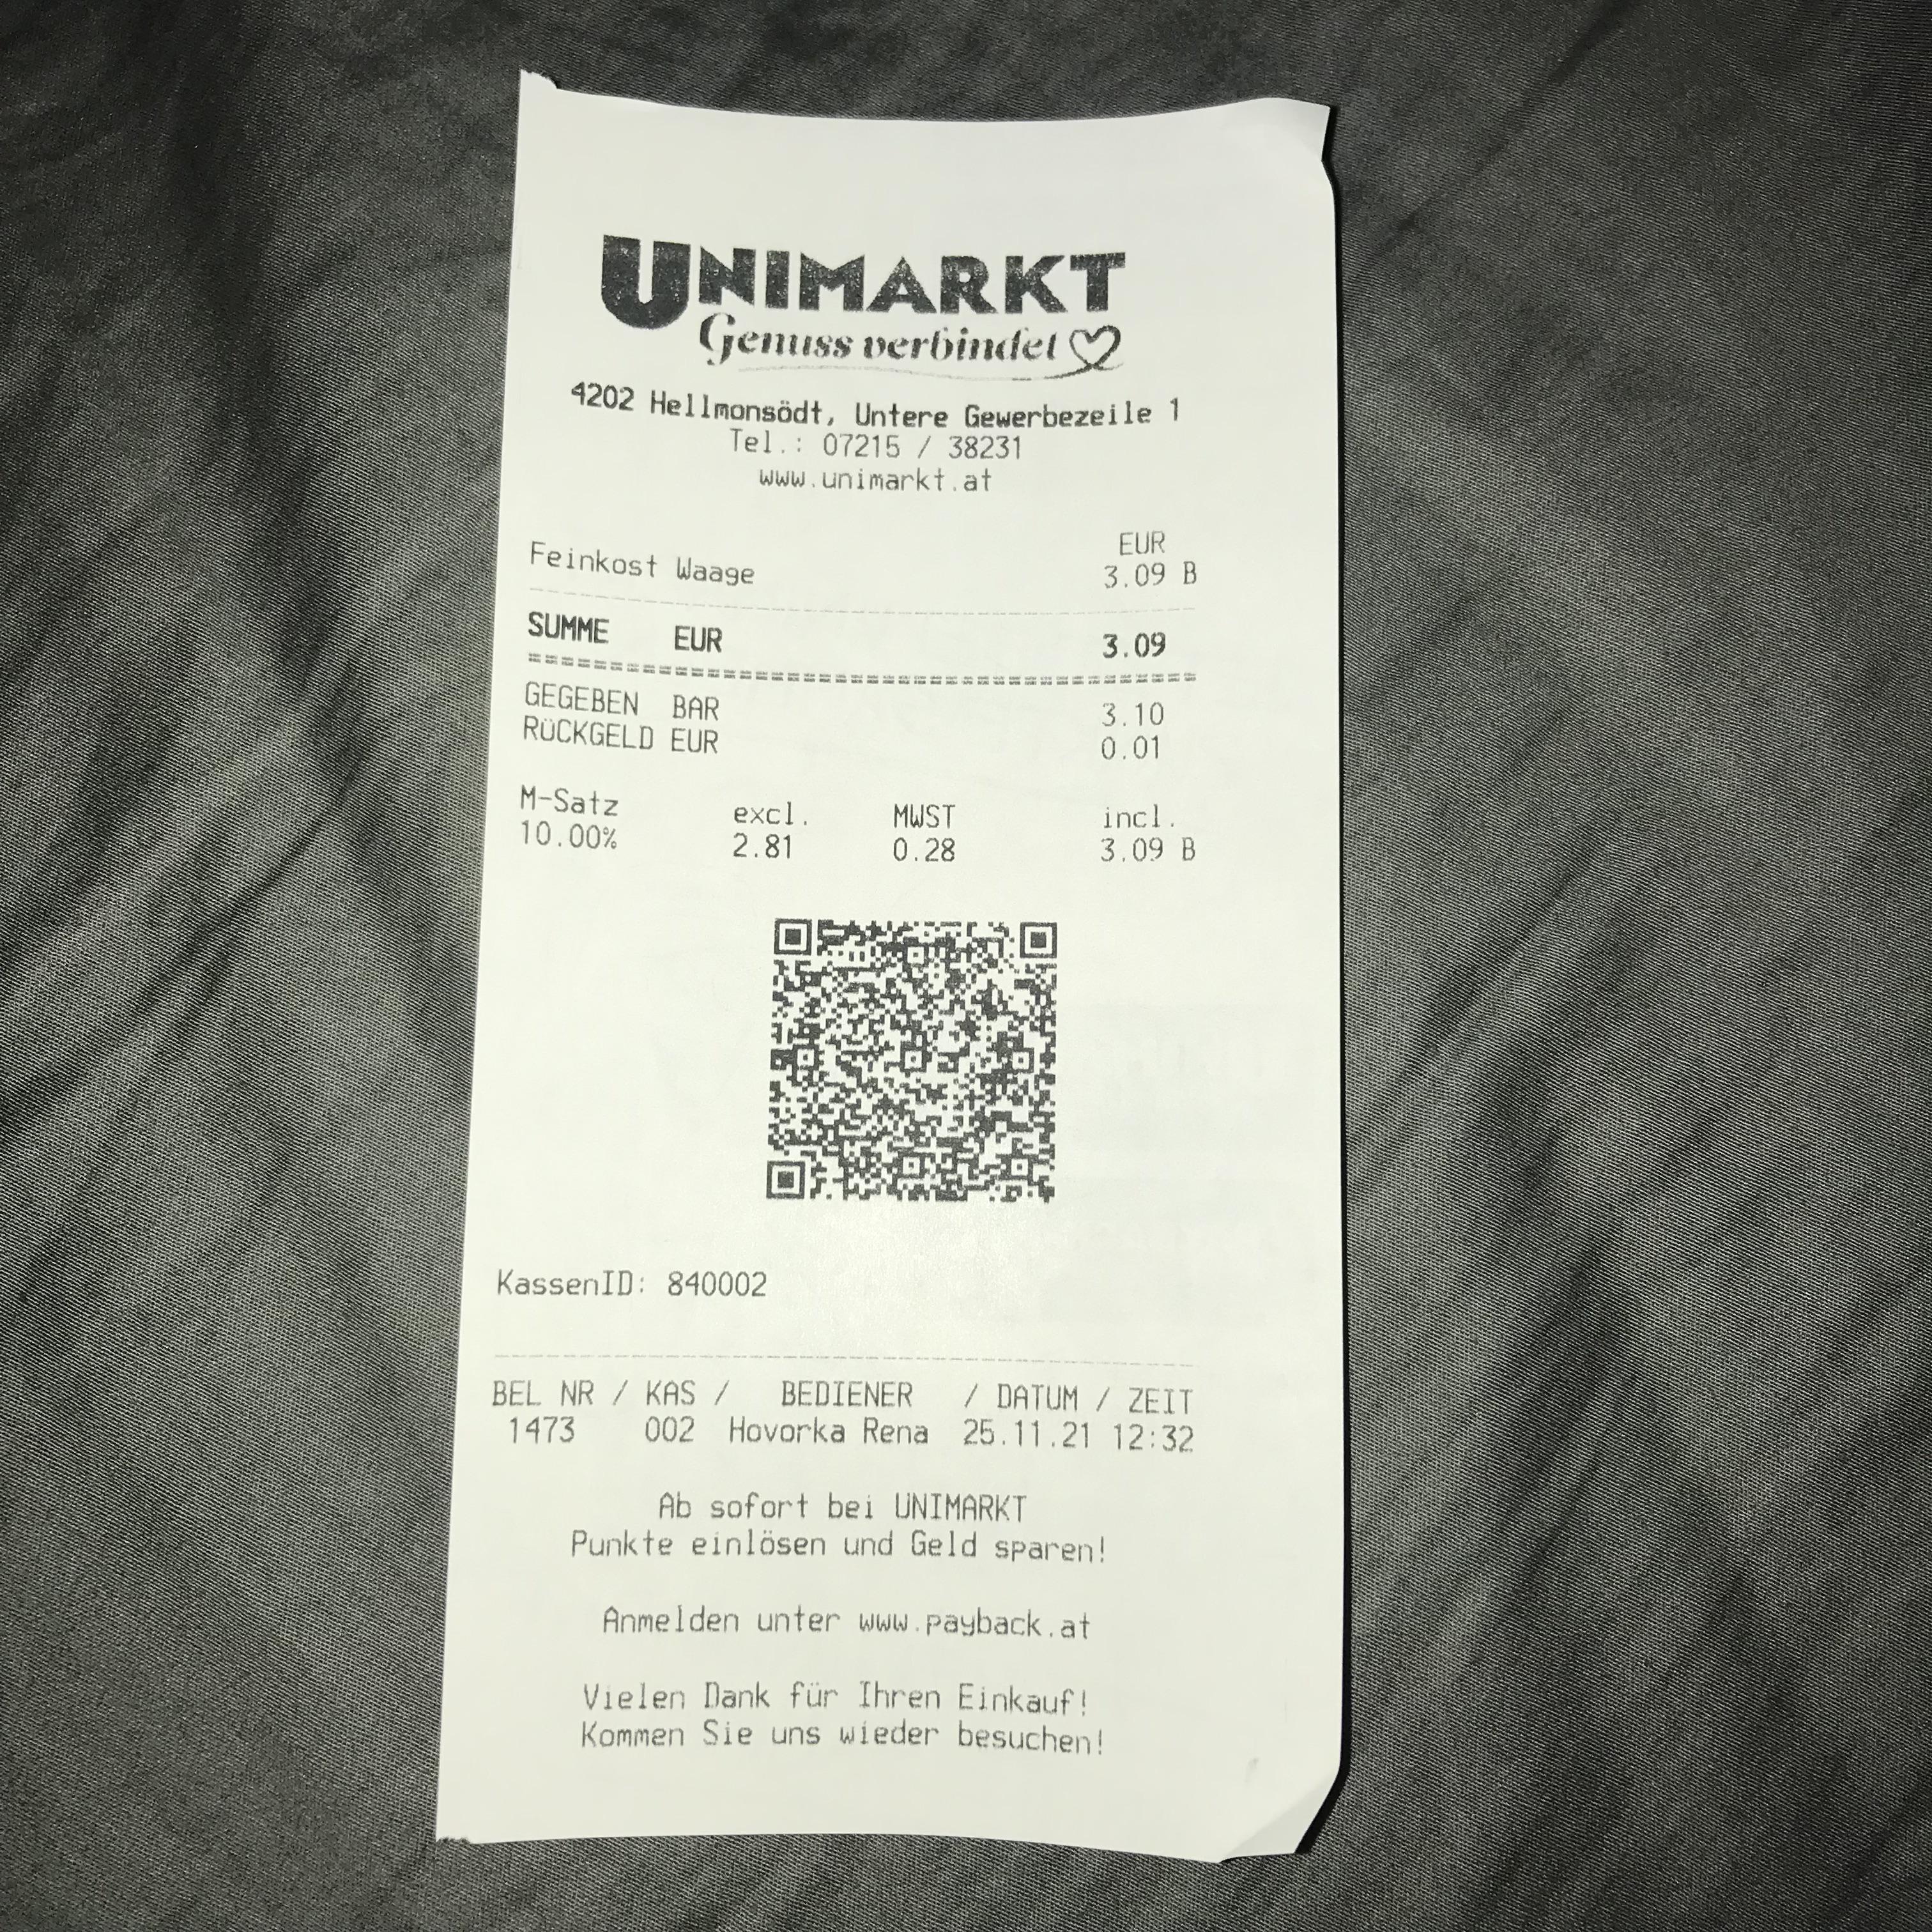 UNIMARKT
Genuss verbindet
4202 Hellmonsödt, Untere Gewerbezeile 1
Tel.: 07215 / 38231
www.unimarkt.at
EUR
Feinkost Waage 3.09 B
SUMME EUR 3.09
GEGEBEN BAR 3.10
RÜCKGELD EUR 0.01
M-Satz excl. MWST incl.
10.00% 2.81 0.28 3.09 B
KassenID: 840002
BEL NR / KAS / BEDIENER / DATUM / ZEIT
1473 002 Hovorka Rena 25.11.21 12:32
Ab sofort bei UNIMARKT
Punkte einlösen und Geld sparen!
Anmelden unter www.payback.at
Vielen Dank für Ihren Einkauf!
Kommen Sie uns wieder besuchen!